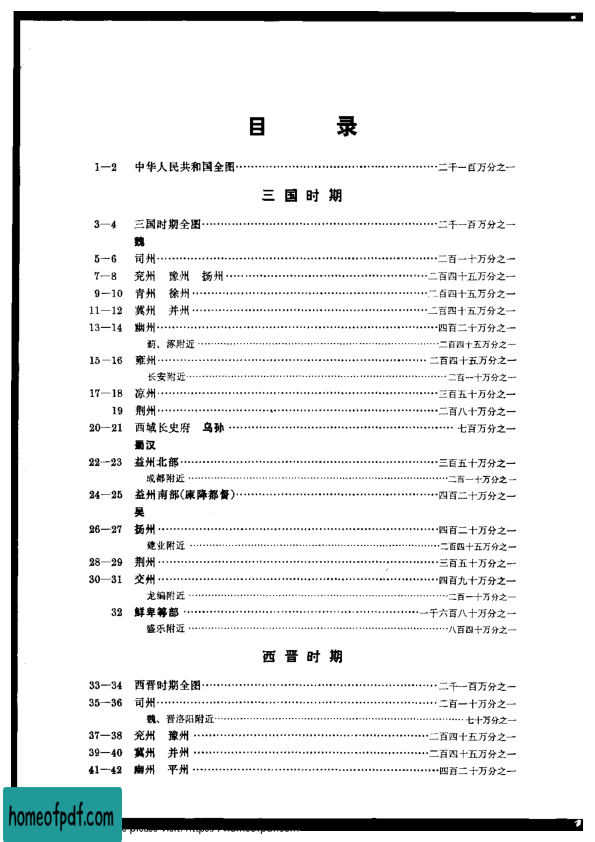 目 录
1—2 中华人民共和国全图……二千一百万分之一
三国时期
3—4 三国时期全图……二千一百万分之一
魏
5—6 司州……二百一十万分之一
7—8 兖州 豫州 扬州……二百四十五万分之一
9—10 青州 徐州……二百四十五万分之一
11—12 冀州 并州……二百四十五万分之一
13—14 幽州……四百二十万分之一
蓟、涿附近……二百四十五万分之一
15—16 雍州……二百四十五万分之一
长安附近……二百一十万分之一
17—18 凉州……三百五十万分之一
19 荆州……二百八十万分之一
20—21 西域长史府 乌孙……七百万分之一
蜀汉
22—23 益州北部……三百五十万分之一
成都附近……二百一十万分之一
24—25 益州南部(庲降都督)……四百二十万分之一
吴
26—27 扬州……四百二十万分之一
建业附近……二百四十五万分之一
28—29 荆州……三百五十万分之一
30—31 交州……四百九十万分之一
龙编附近……二百一十万分之一
32 鲜卑等部……一千六百八十万分之一
盛乐附近……八百四十万分之一
西晋时期
33—34 西晋时期全图……二千一百万分之一
35—36 司州……二百一十万分之一
魏、晋洛阳附近……七十万分之一
37—38 兖州 豫州……二百四十五万分之一
39—40 冀州 并州……二百四十五万分之一
41—42 幽州 平州……四百二十万分之一
homeofpdf.com